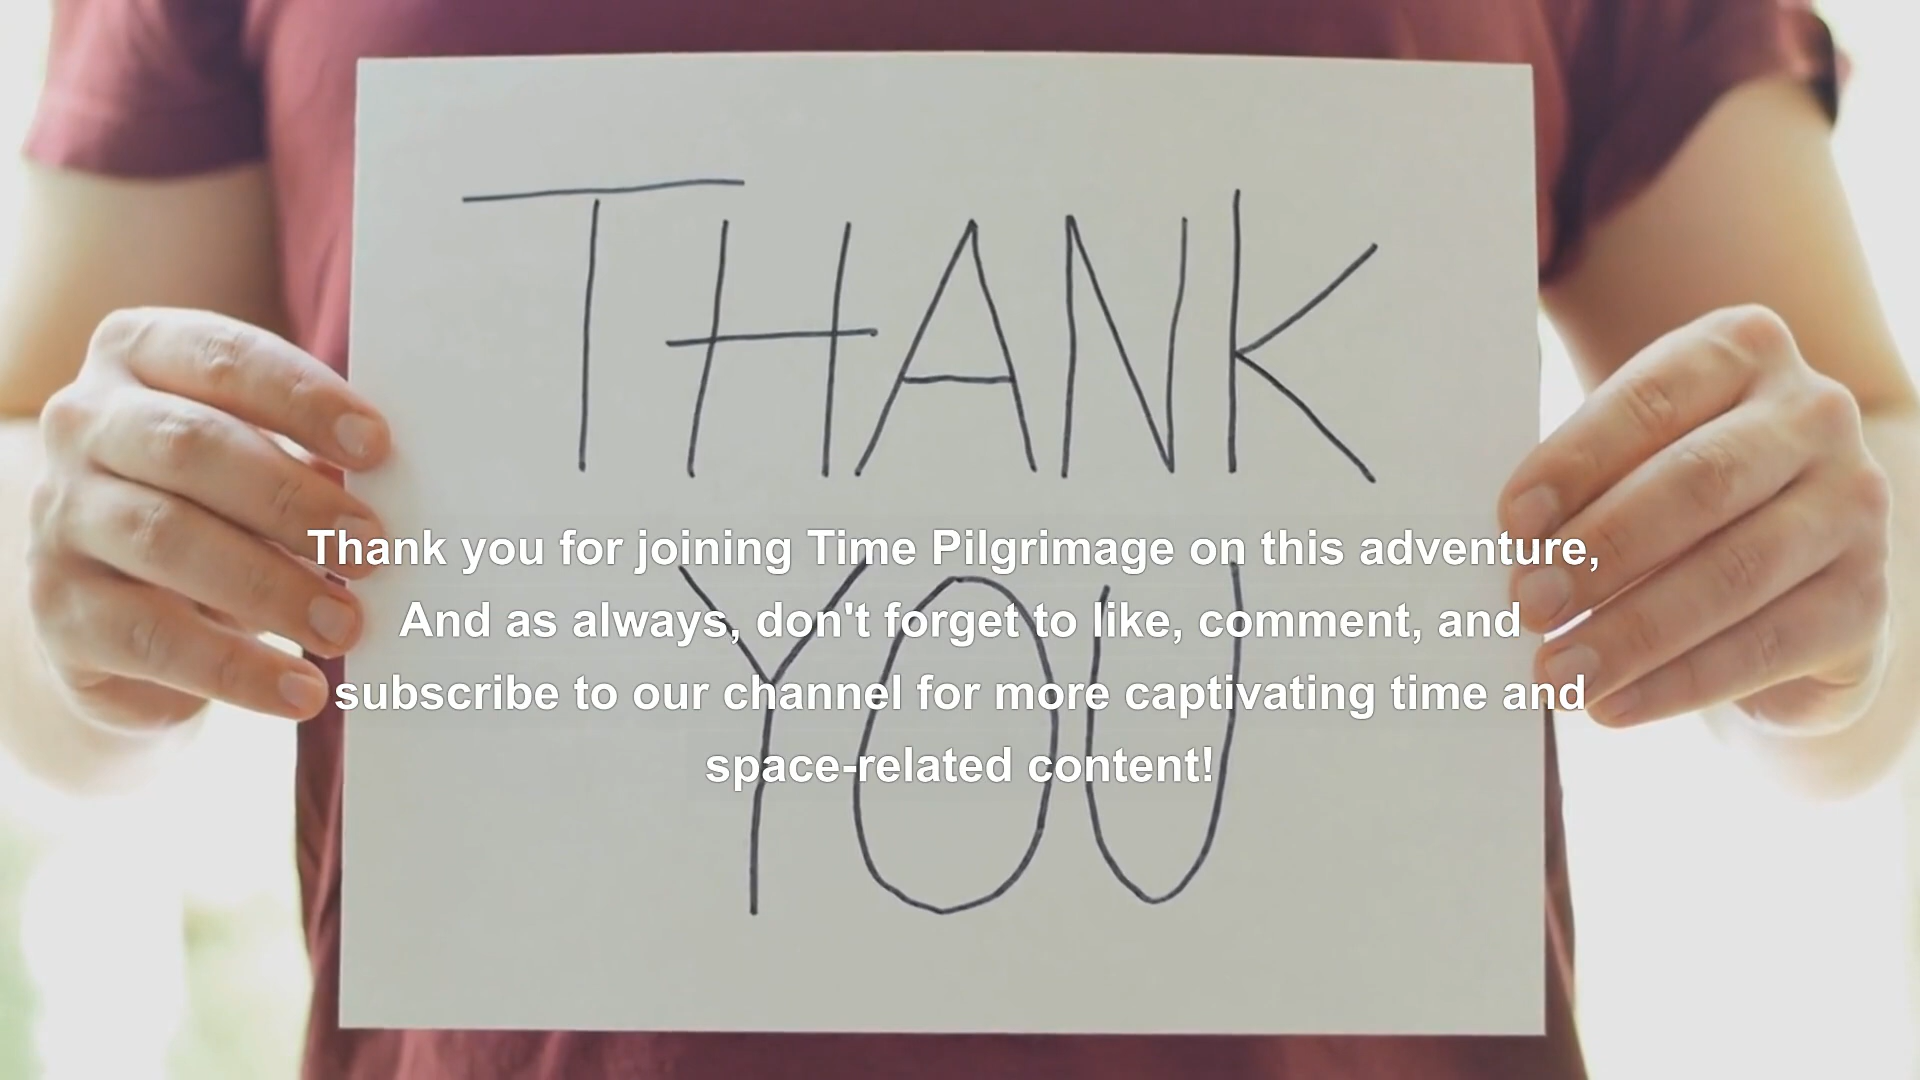 THANK
Thank you for joining Time Pilgrimage on this adventure,
And as always, don't forget to like, comment, and
subscribe to our channel for more captivating time and
space-related content!
YOU